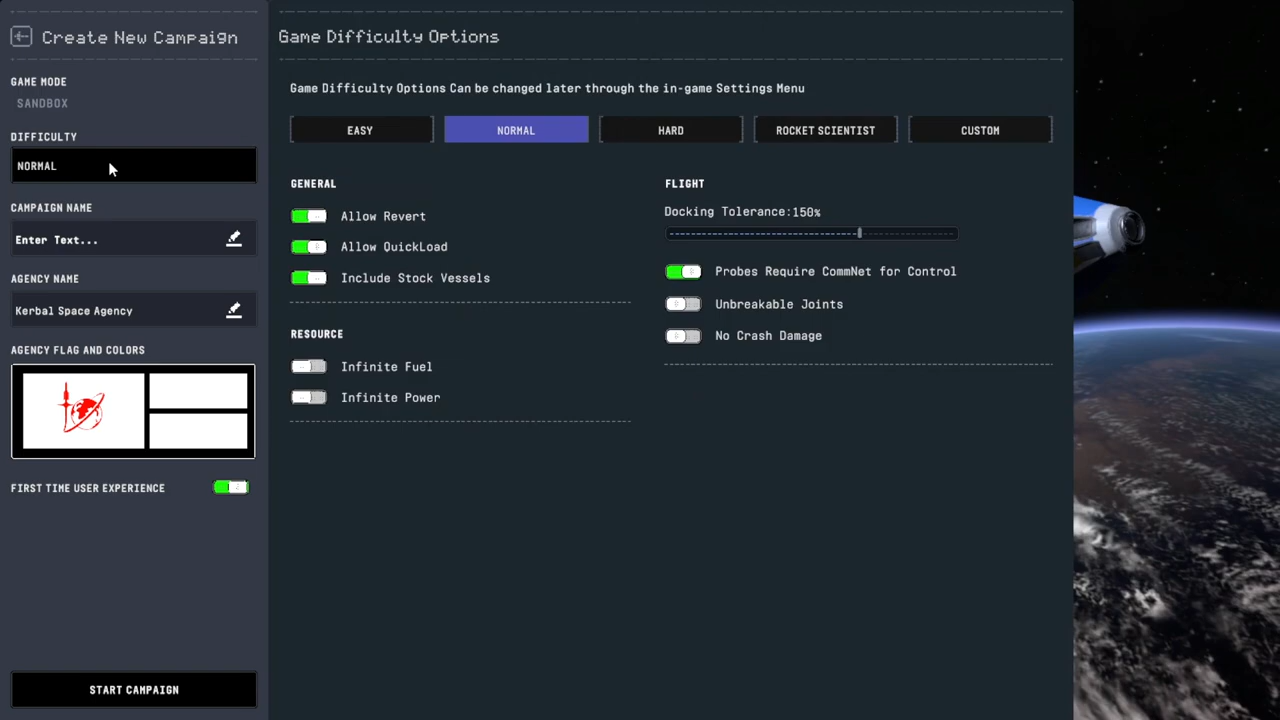 Create New Campaign
GAME MODE
SANDBOX
DIFFICULTY
NORMAL
CAMPAIGN NAME
Enter Text...
AGENCY NAME
Kerbal Space Agency
AGENCY FLAG AND COLORS
FIRST TIME USER EXPERIENCE
START CAMPAIGN
Game Difficulty Options
Game Difficulty Options Can be changed later through the in-game Settings Menu
EASY
NORMAL
HARD
ROCKET SCIENTIST
CUSTOM
GENERAL
Allow Revert
Allow QuickLoad
Include Stock Vessels
RESOURCE
Infinite Fuel
Infinite Power
FLIGHT
Docking Tolerance:150%
Probes Require CommNet for Control
Unbreakable Joints
No Crash Damage